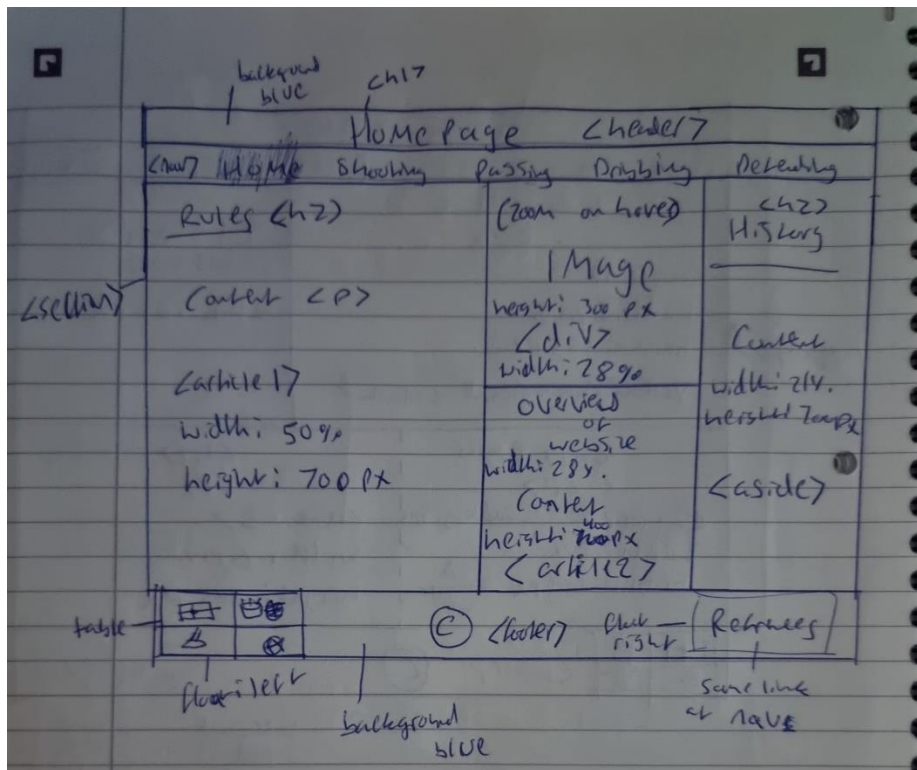 background
blue
<h1>
Home Page <header>
<nav> Shooting Passing Dribbling Defending
Rules <h2>
(zoom on hover)
<h2>
History
<section>
Content <p>
IMage
height: 300 px
<div>
width: 28%
Content
width: 21%.
height: 700px
<article 1>
width: 50%
height: 700 px
overview
of
website
width: 28%.
Content
height: 400px
<article2>
<aside>
table
float: left
background
blue
© <footer>
float
right
References
same line
as nav